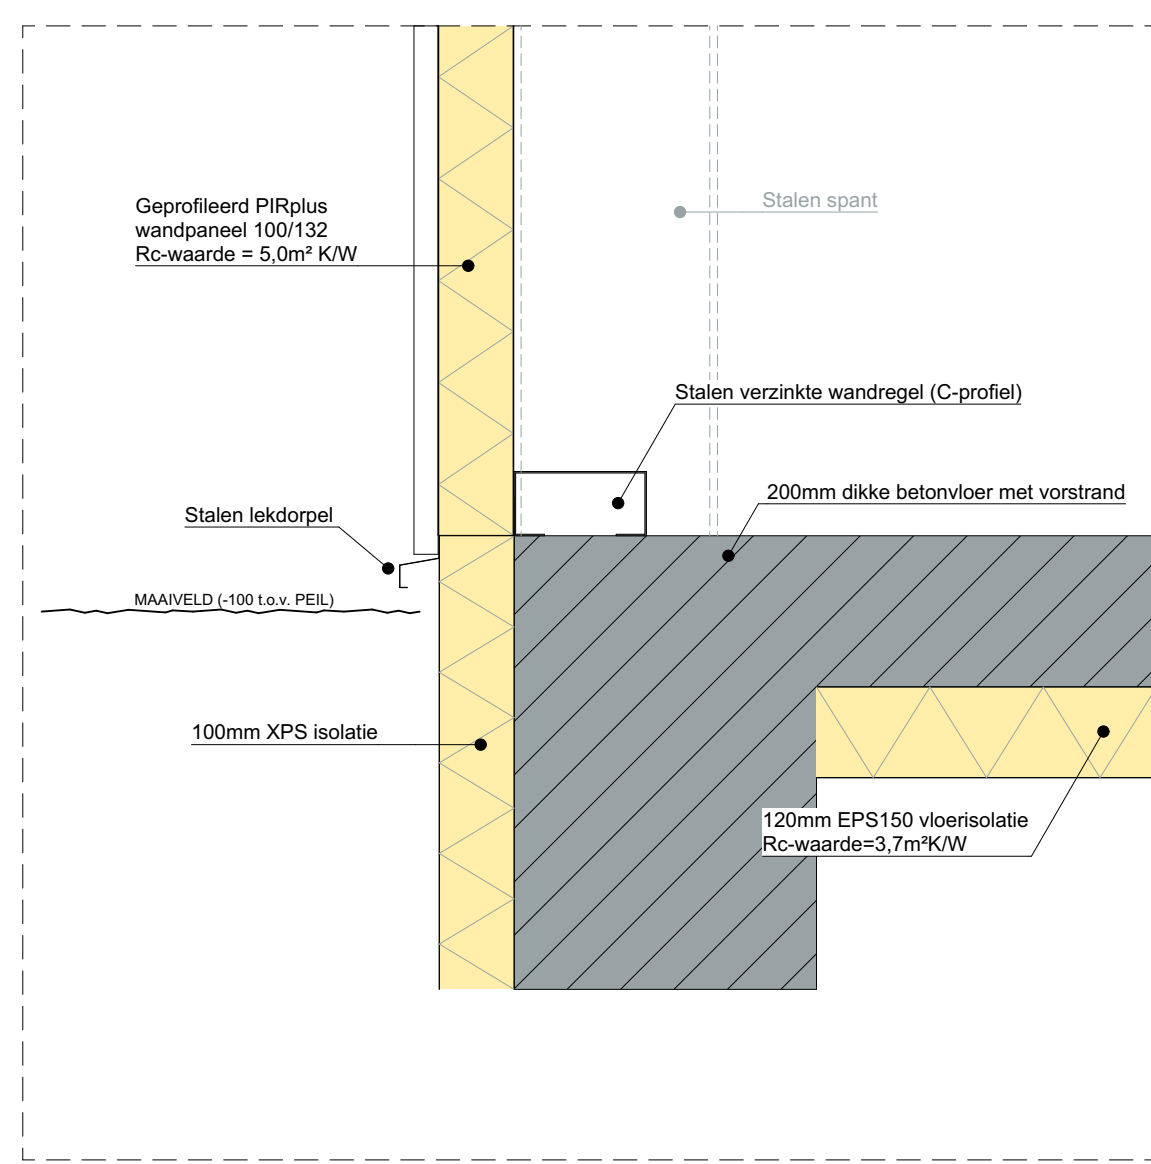 Geprofileerd PIRplus
wandpaneel 100/132
Rc-waarde = 5,0m² K/W
Stalen spant
Stalen verzinkte wandregel (C-profiel)
200mm dikke betonvloer met vorstrand
Stalen lekdorpel
MAAIVELD (-100 t.o.v. PEIL)
100mm XPS isolatie
120mm EPS150 vloerisolatie
Rc-waarde=3,7m²K/W